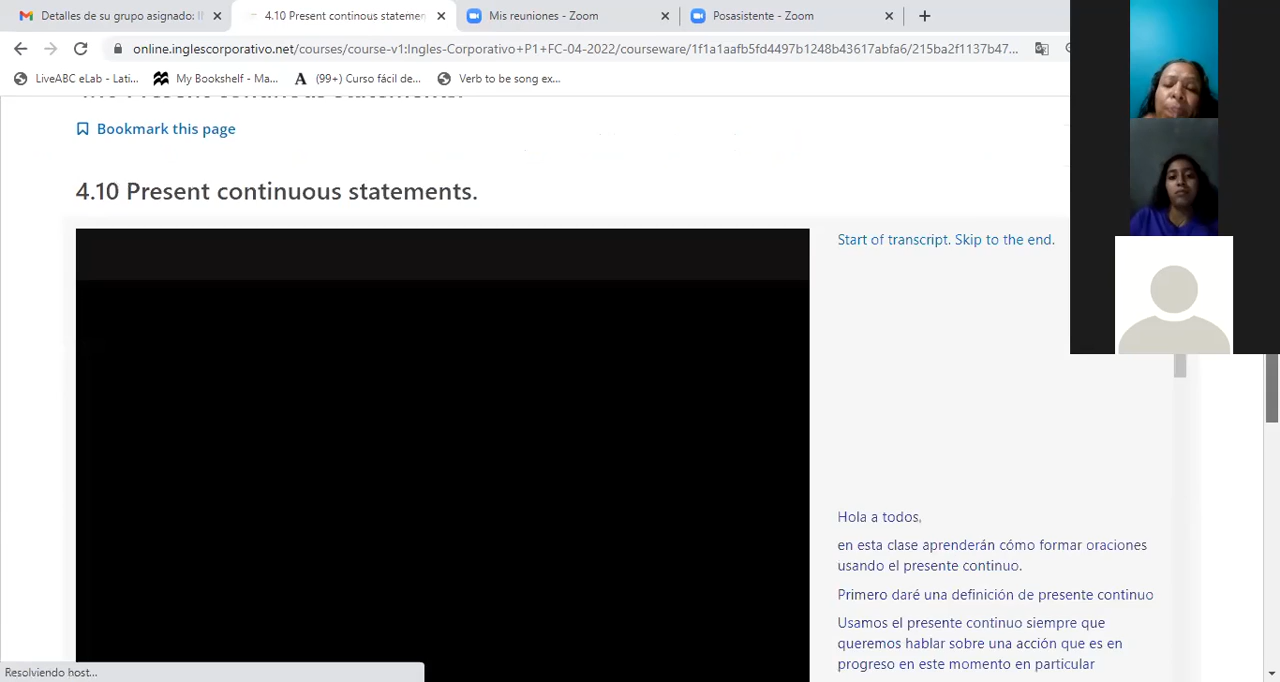 Detalles de su grupo asignado: I
4.10 Present continous statemen
Mis reuniones - Zoom
Posasistente - Zoom
online.inglescorporativo.net/courses/course-v1:Ingles-Corporativo+P1+FC-04-2022/courseware/1f1a1aafb5fd4497b1248b43617abfa6/215ba2f1137b47...
LiveABC eLab - Lati...
My Bookshelf - Ma...
(99+) Curso fácil de...
Verb to be song ex...
4.10 Present continous statements.
Bookmark this page
4.10 Present continuous statements.
Start of transcript. Skip to the end.
Hola a todos,
en esta clase aprenderán cómo formar oraciones
usando el presente continuo.
Primero daré una definición de presente continuo
Usamos el presente continuo siempre que
queremos hablar sobre una acción que es en
progreso en este momento en particular
Resolviendo host...